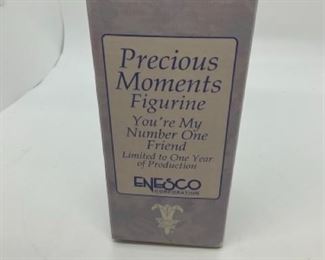 Precious
Moments
Figurine
You're My
Number One
Friend
Limited to One Year
of Production
ENESCO
CORPORATION